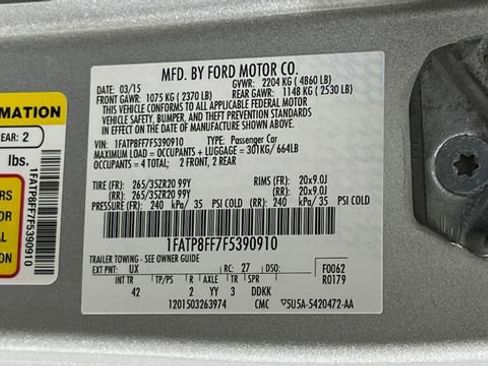 MFD. BY FORD MOTOR CO.
03/15 GVWR: 2204 KG ( 4860 LB)
FRONT GAWR: 1075 KG ( 2370 LB) REAR GAWR: 1148 KG ( 2530 LB)
THIS VEHICLE CONFORMS TO ALL APPLICABLE FEDERAL MOTOR
VEHICLE SAFETY, BUMPER, AND THEFT PREVENTION STANDARDS IN
EFFECT ON THE DATE OF MANUFACTURE SHOWN ABOVE.
VIN: 1FATP8FF7F5390910 TYPE: Passenger Car
MAXIMUM LOAD = OCCUPANTS + LUGGAGE = 301KG / 664LB
OCCUPANTS = 4 TOTAL; 2 FRONT, 2 REAR
TIRE (FR): 265/35ZR20 99Y RIMS (FR): 20x9.0J
(RR): 265/35ZR20 99Y (RR): 20x9.0J
PRESSURE (FR): 240 kPa/ 35 PSI COLD (RR): 240 kPa/ 35 PSI COLD
1FATP8FF7F5390910
TRAILER TOWING - SEE OWNER GUIDE
EXT PNT: UX RC: 27 DSO: F0062
INT TR TP/PS R AXLE TR SPR R0179
42 2 YY 3 DDKK
1201503263974 CMC 5U5A-5420472-AA
RMATION
EAR: 2
lbs.
1FATP8FF7F5390910
ERS
OR
AL
ON